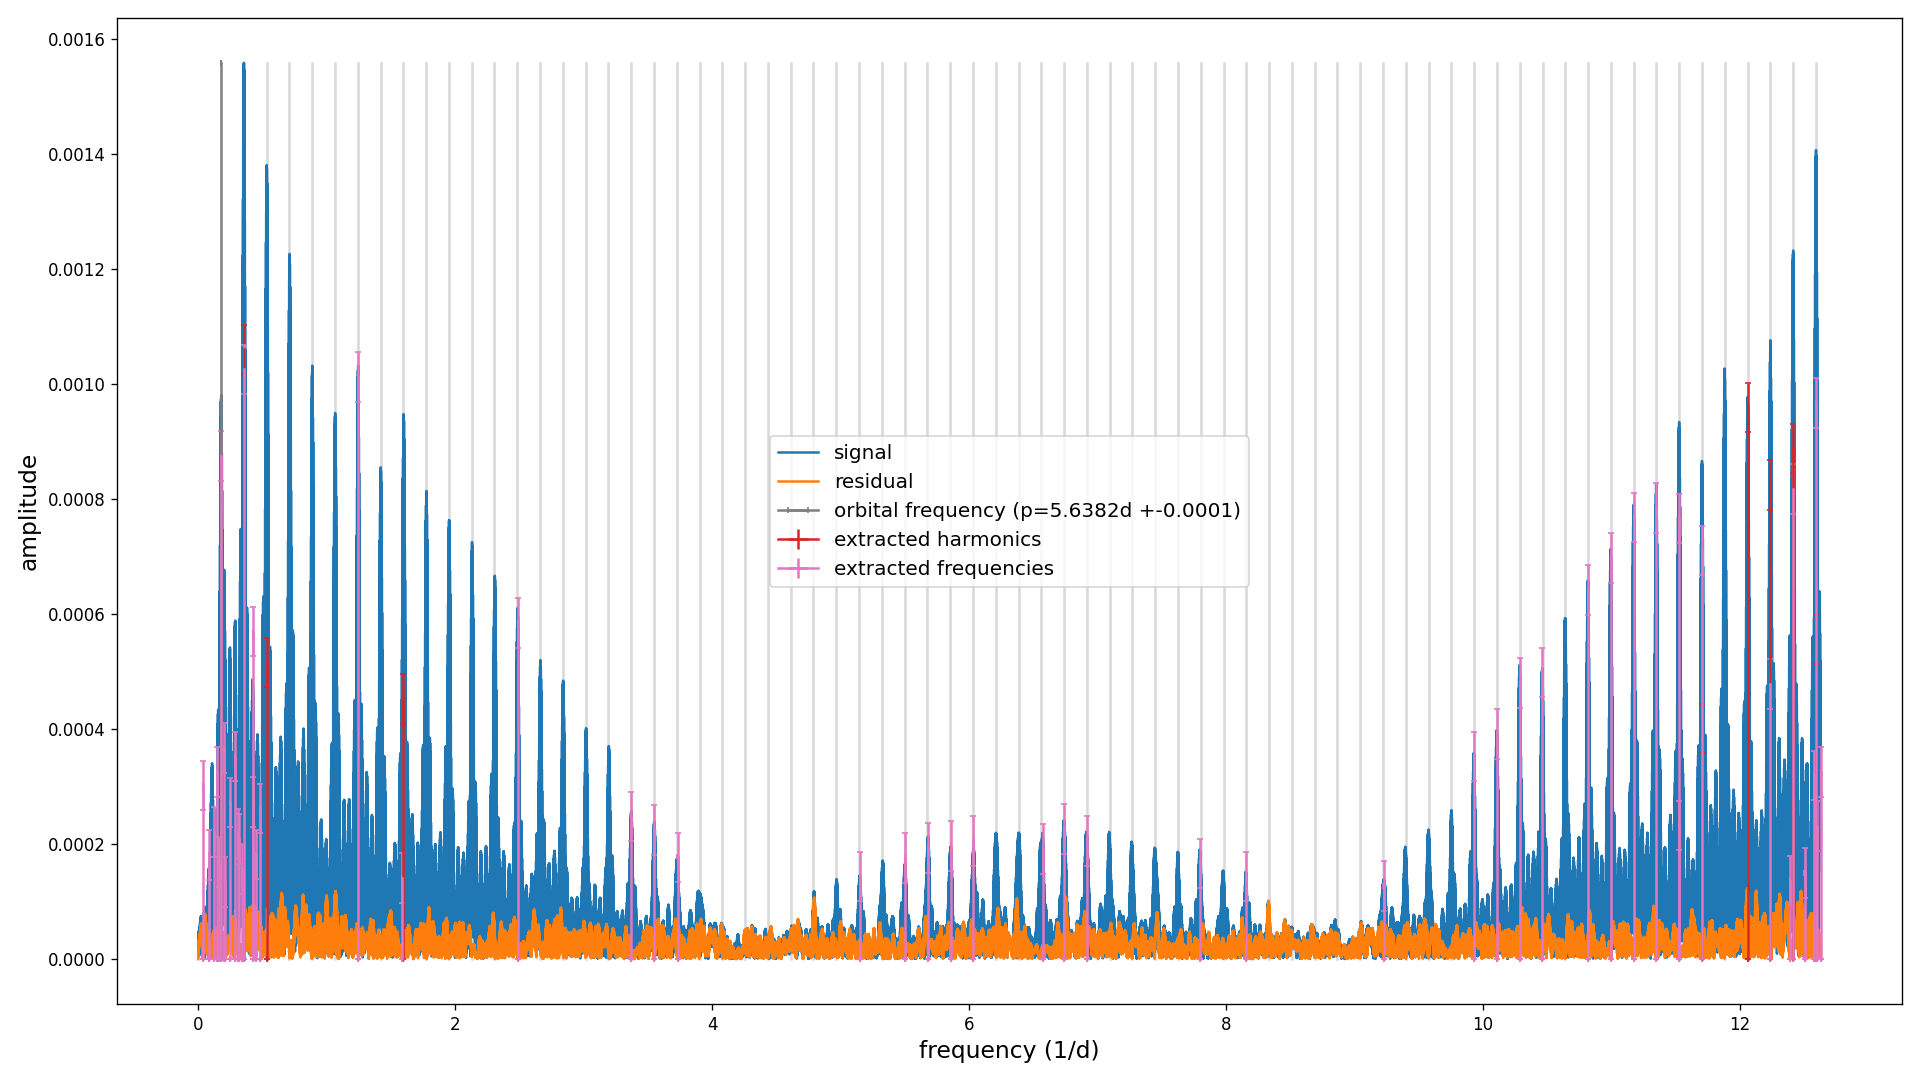 0.0016
0.0014
0.0012
0.0010
0.0008
0.0006
0.0004
0.0002
0.0000
amplitude
signal
residual
orbital frequency (p=5.6382d +-0.0001)
extracted harmonics
extracted frequencies
0 2 4 6 8 10 12
frequency (1/d)